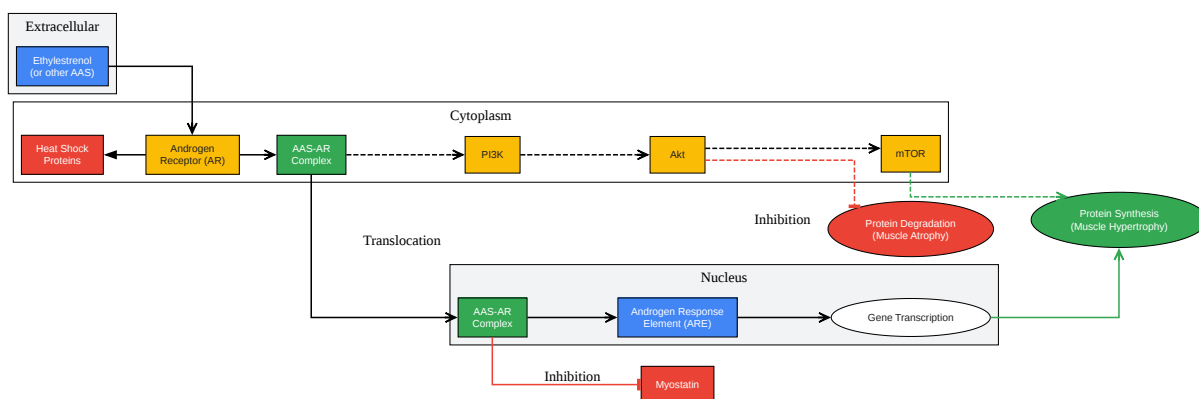 Extracellular
Ethylestrenol
(or other AAS)
Cytoplasm
Heat Shock
Proteins
Androgen
Receptor (AR)
AAS-AR
Complex
PI3K
Akt
mTOR
Inhibition
Protein Degradation
(Muscle Atrophy)
Protein Synthesis
(Muscle Hypertrophy)
Translocation
Nucleus
AAS-AR
Complex
Androgen Response
Element (ARE)
Gene Transcription
Inhibition
Myostatin